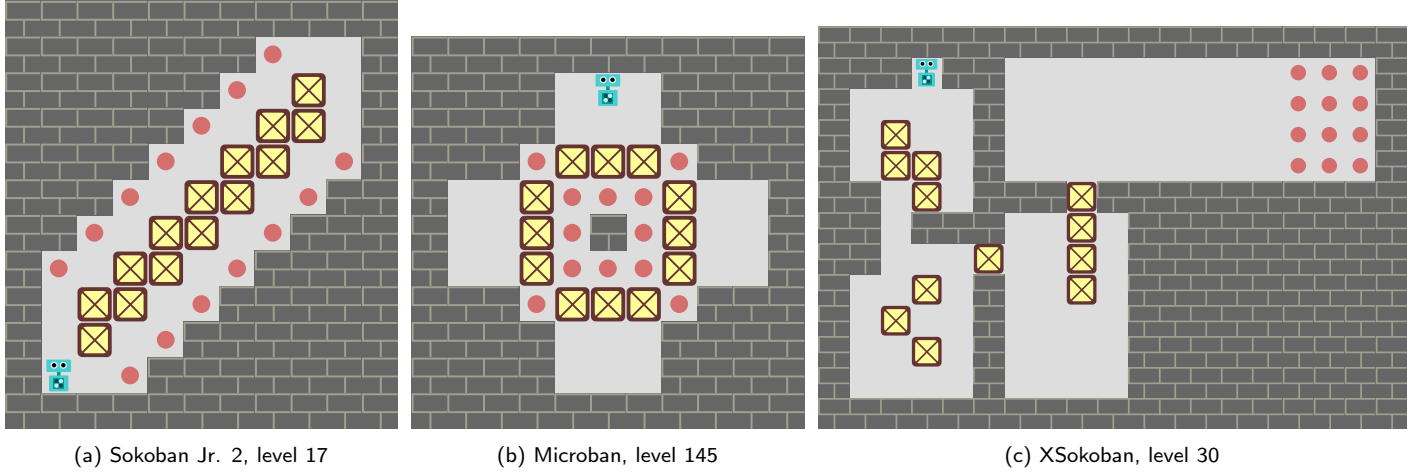 (a) Sokoban Jr. 2, level 17
(b) Microban, level 145
(c) XSokoban, level 30